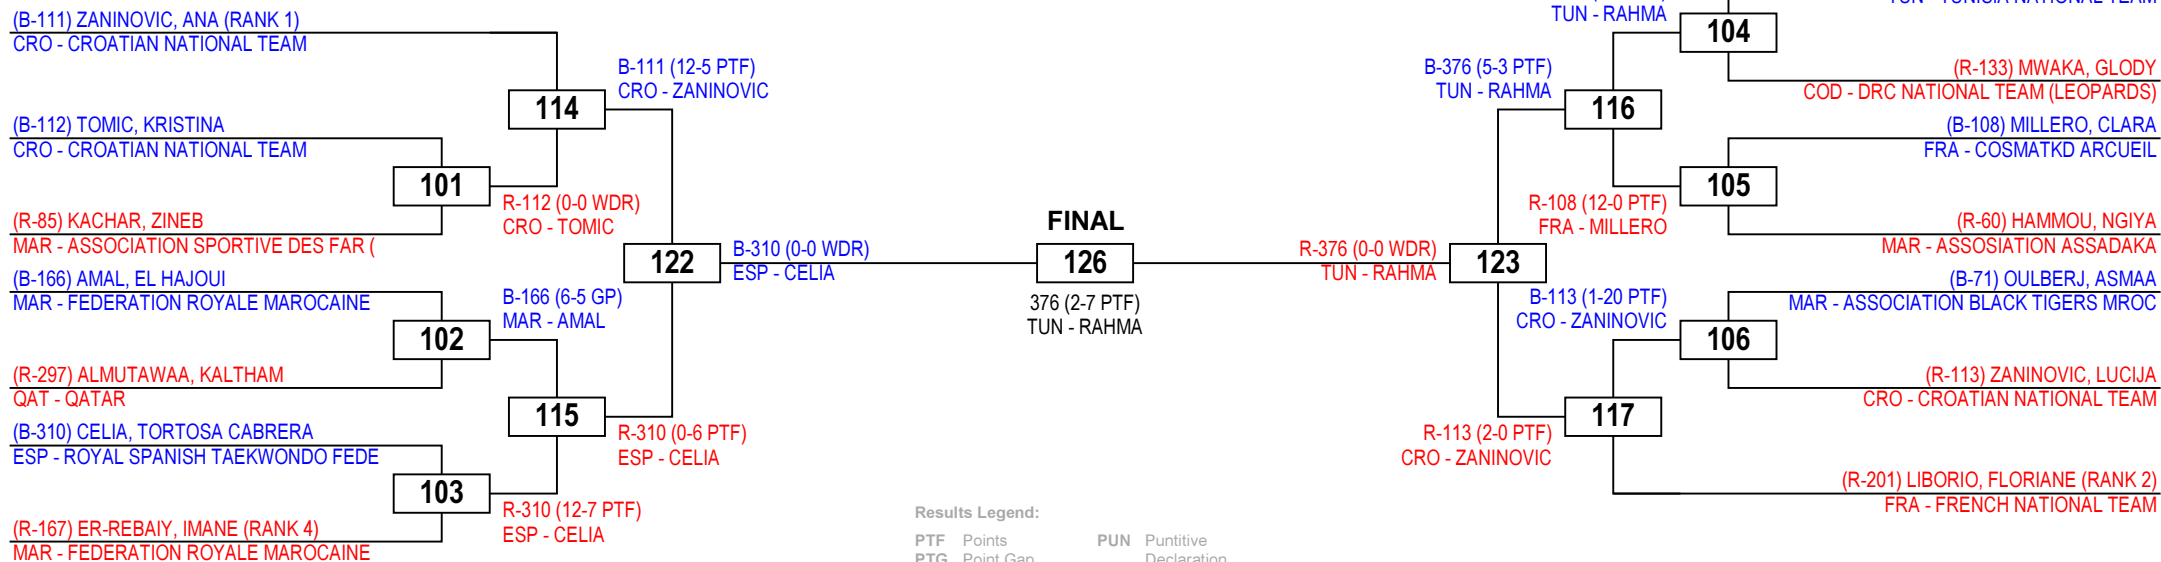 (B-111) ZANINOVIC, ANA (RANK 1)
CRO - CROATIAN NATIONAL TEAM
114
B-111 (12-5 PTF)
CRO - ZANINOVIC
(B-112) TOMIC, KRISTINA
CRO - CROATIAN NATIONAL TEAM
101
(R-85) KACHAR, ZINEB
MAR - ASSOCIATION SPORTIVE DES FAR (
R-112 (0-0 WDR)
CRO - TOMIC
122
B-310 (0-0 WDR)
ESP - CELIA
(B-166) AMAL, EL HAJOUI
MAR - FEDERATION ROYALE MAROCAINE
B-166 (6-5 GP)
MAR - AMAL
102
(R-297) ALMUTAWAA, KALTHAM
QAT - QATAR
115
R-310 (0-6 PTF)
ESP - CELIA
(B-310) CELIA, TORTOSA CABRERA
ESP - ROYAL SPANISH TAEKWONDO FEDE
103
R-310 (12-7 PTF)
ESP - CELIA
(R-167) ER-REBAIY, IMANE (RANK 4)
MAR - FEDERATION ROYALE MAROCAINE
FINAL
126
376 (2-7 PTF)
TUN - RAHMA
TUN - RAHMA
TUN - TUNISIA NATIONAL TEAM
104
B-376 (5-3 PTF)
TUN - RAHMA
(R-133) MWAKA, GLODY
COD - DRC NATIONAL TEAM (LEOPARDS)
116
(B-108) MILLERO, CLARA
FRA - COSMATKD ARCUEIL
105
R-108 (12-0 PTF)
FRA - MILLERO
(R-60) HAMMOU, NGIYA
MAR - ASSOSIATION ASSADAKA
R-376 (0-0 WDR)
TUN - RAHMA
123
(B-71) OULBERJ, ASMAA
MAR - ASSOCIATION BLACK TIGERS MROC
B-113 (1-20 PTF)
CRO - ZANINOVIC
106
(R-113) ZANINOVIC, LUCIJA
CRO - CROATIAN NATIONAL TEAM
117
R-113 (2-0 PTF)
CRO - ZANINOVIC
(R-201) LIBORIO, FLORIANE (RANK 2)
FRA - FRENCH NATIONAL TEAM
Results Legend:
PTF Points
PUN Puntitive
PTG Point Gap
Declaration